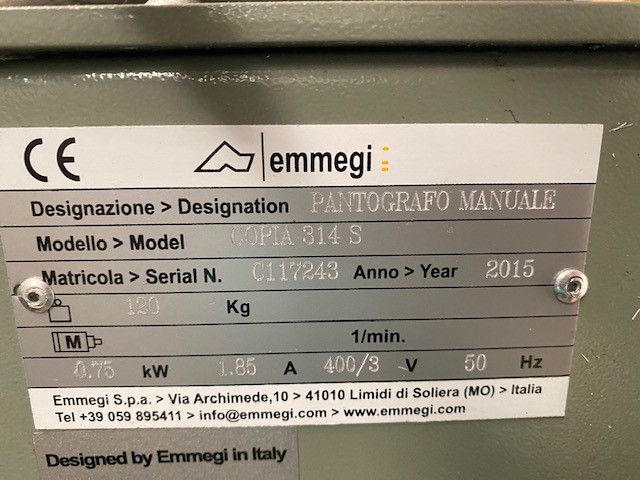 CE emmegi
Designazione > Designation PANTOGRAFO MANUALE
Modello > Model COPIA 314 S
Matricola > Serial N. C117243 Anno > Year 2015
120 Kg
M 1/min.
0.75 kW 1.85 A 400/3 V 50 Hz
Emmegi S.p.a. > Via Archimede,10 > 41010 Limidi di Soliera (MO) > Italia
Tel +39 059 895411 > info@emmegi.com > www.emmegi.com
Designed by Emmegi in Italy